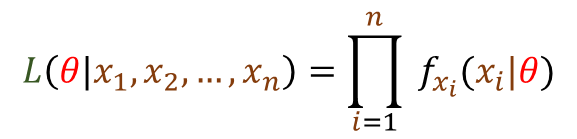 L(θ|x₁, x₂, …, xₙ) = ∏ᵢ₌₁ⁿ f_{xᵢ}(xᵢ|θ)